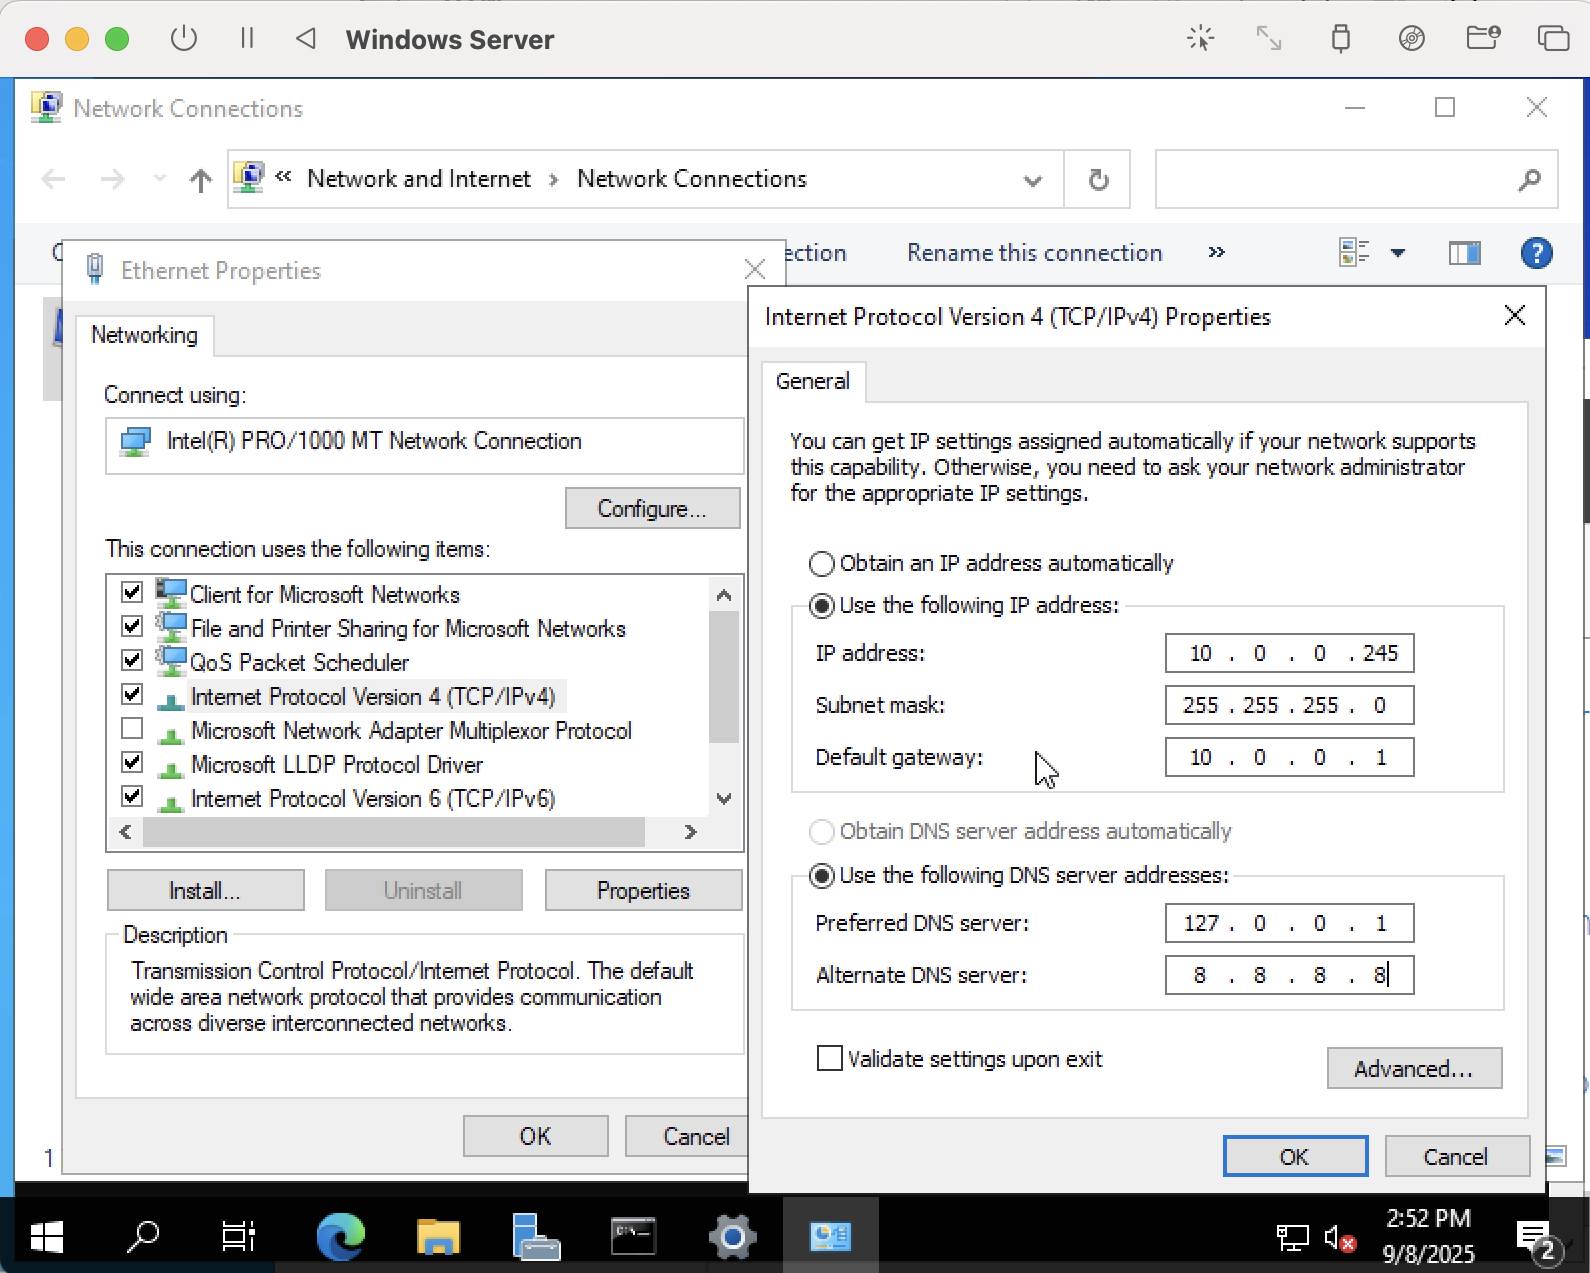 Windows Server
Network Connections
« Network and Internet › Network Connections
ection
Rename this connection
»
Ethernet Properties
Networking
Connect using:
Intel(R) PRO/1000 MT Network Connection
Configure...
This connection uses the following items:
Client for Microsoft Networks
File and Printer Sharing for Microsoft Networks
QoS Packet Scheduler
Internet Protocol Version 4 (TCP/IPv4)
Microsoft Network Adapter Multiplexor Protocol
Microsoft LLDP Protocol Driver
Internet Protocol Version 6 (TCP/IPv6)
Install...
Uninstall
Properties
Description
Transmission Control Protocol/Internet Protocol. The default
wide area network protocol that provides communication
across diverse interconnected networks.
OK
Cancel
1
Internet Protocol Version 4 (TCP/IPv4) Properties
General
You can get IP settings assigned automatically if your network supports
this capability. Otherwise, you need to ask your network administrator
for the appropriate IP settings.
Obtain an IP address automatically
Use the following IP address:
IP address: 10 . 0 . 0 . 245
Subnet mask: 255 . 255 . 255 . 0
Default gateway: 10 . 0 . 0 . 1
Obtain DNS server address automatically
Use the following DNS server addresses:
Preferred DNS server: 127 . 0 . 0 . 1
Alternate DNS server: 8 . 8 . 8 . 8
Validate settings upon exit
Advanced...
OK
Cancel
2:52 PM
9/8/2025
2